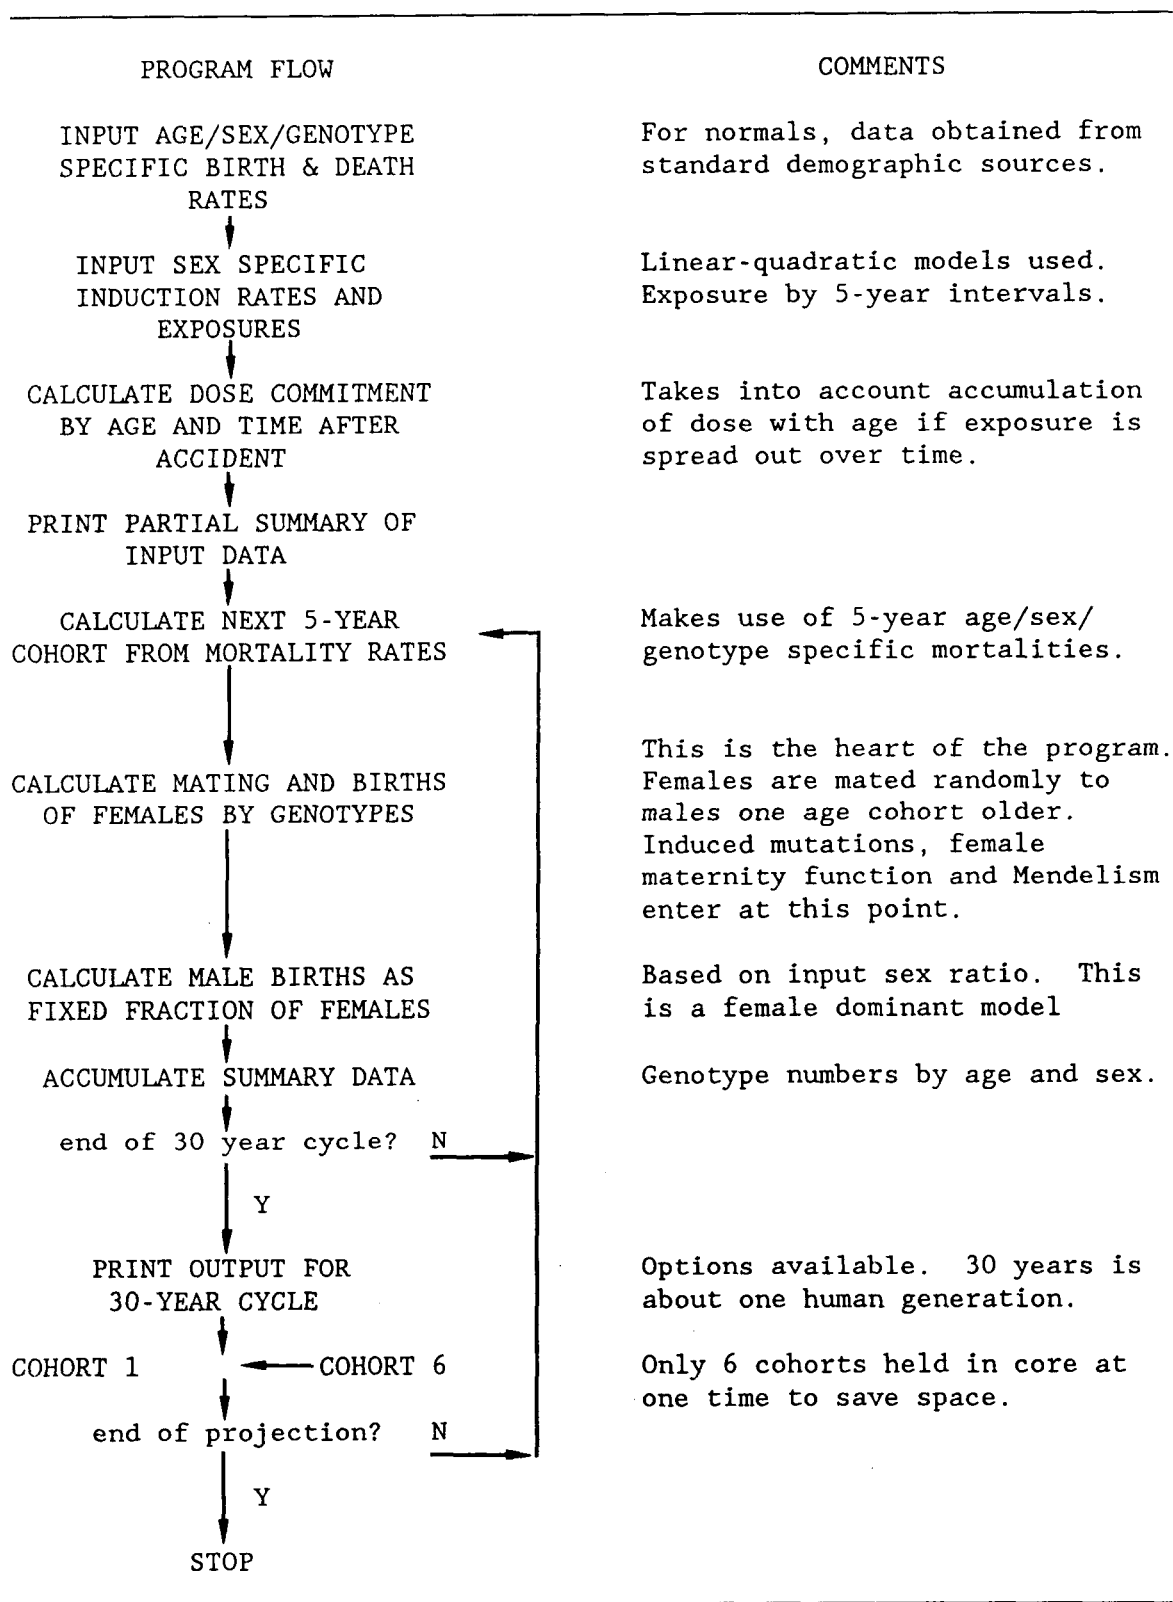 PROGRAM FLOW
COMMENTS
INPUT AGE/SEX/GENOTYPE
SPECIFIC BIRTH & DEATH
RATES
For normals, data obtained from
standard demographic sources.
INPUT SEX SPECIFIC
INDUCTION RATES AND
EXPOSURES
Linear-quadratic models used.
Exposure by 5-year intervals.
CALCULATE DOSE COMMITMENT
BY AGE AND TIME AFTER
ACCIDENT
Takes into account accumulation
of dose with age if exposure is
spread out over time.
PRINT PARTIAL SUMMARY OF
INPUT DATA
CALCULATE NEXT 5-YEAR
COHORT FROM MORTALITY RATES
Makes use of 5-year age/sex/
genotype specific mortalities.
CALCULATE MATING AND BIRTHS
OF FEMALES BY GENOTYPES
This is the heart of the program.
Females are mated randomly to
males one age cohort older.
Induced mutations, female
maternity function and Mendelism
enter at this point.
CALCULATE MALE BIRTHS AS
FIXED FRACTION OF FEMALES
Based on input sex ratio. This
is a female dominant model
ACCUMULATE SUMMARY DATA
Genotype numbers by age and sex.
end of 30 year cycle? N
Y
PRINT OUTPUT FOR
30-YEAR CYCLE
Options available. 30 years is
about one human generation.
COHORT 1 COHORT 6
Only 6 cohorts held in core at
one time to save space.
end of projection? N
Y
STOP